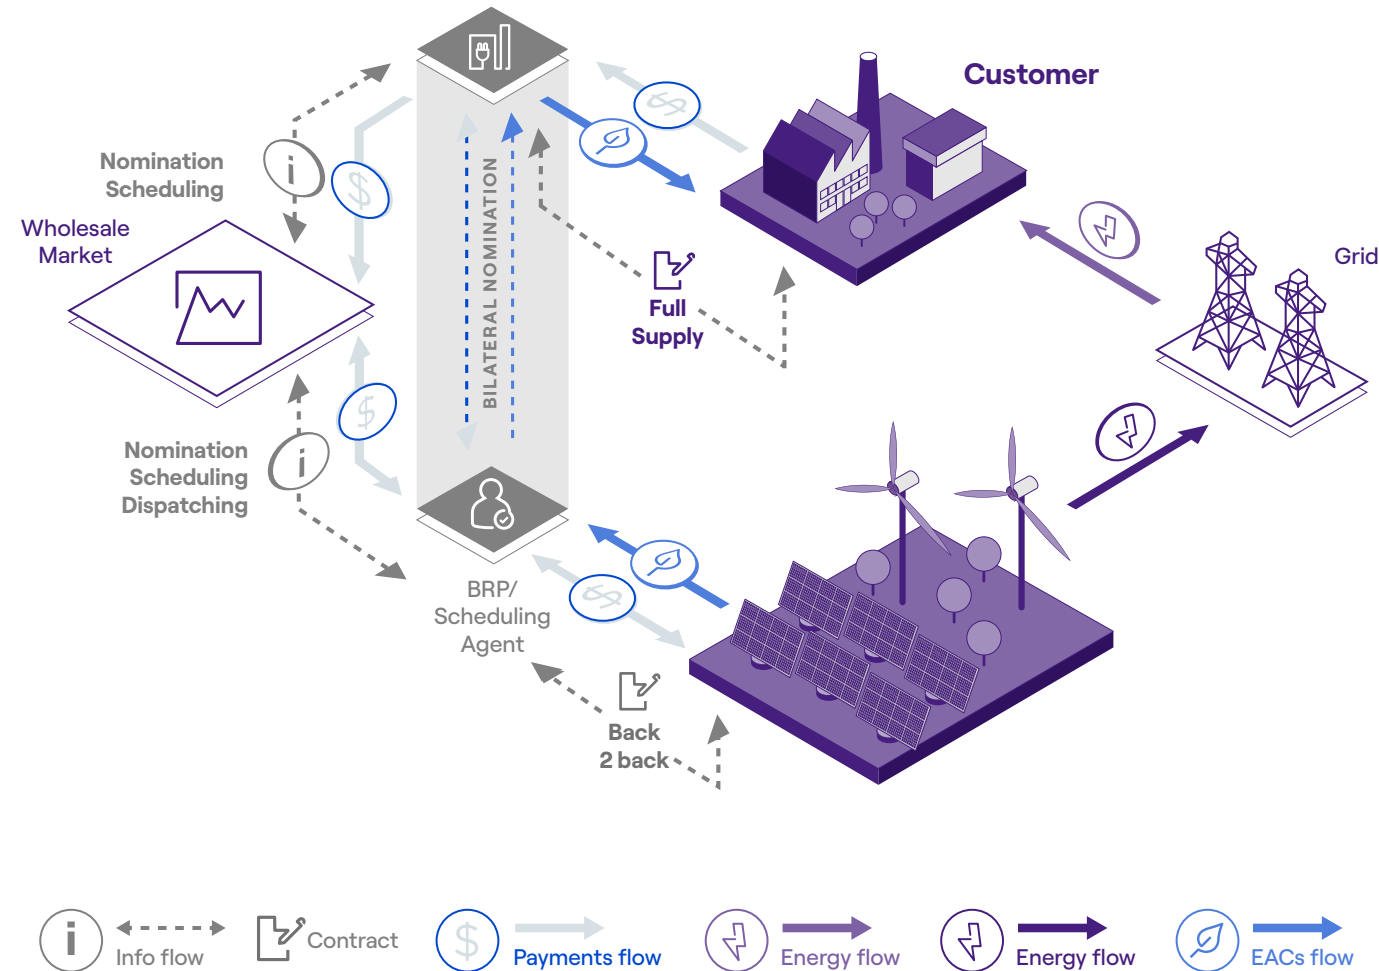 Customer
Nomination
Scheduling
Wholesale
Market
BILATERAL NOMINATION
Grid
Full
Supply
Nomination
Scheduling
Dispatching
BRP/
Scheduling
Agent
Back
2 back
Info flow
Contract
Payments flow
Energy flow
Energy flow
EACs flow